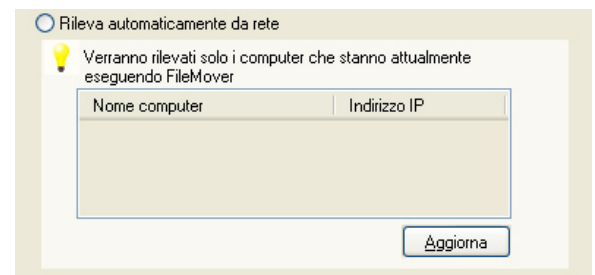 Rileva automaticamente da rete
Verranno rilevati solo i computer che stanno attualmente
eseguendo FileMover
Nome computer Indirizzo IP
Aggiorna